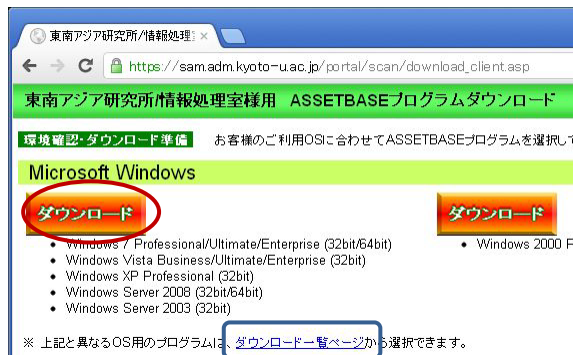 東南アジア研究所/情報処理
https://sam.adm.kyoto-u.ac.jp/portal/scan/download_client.asp
東南アジア研究所/情報処理室様用 ASSETBASEプログラムダウンロード
環境確認・ダウンロード準備 お客様のご利用OSに合わせてASSETBASEプログラムを選択して
Microsoft Windows
ダウンロード ダウンロード
• Windows 7 Professional/Ultimate/Enterprise (32bit/64bit) • Windows 2000 P
• Windows Vista Business/Ultimate/Enterprise (32bit)
• Windows XP Professional (32bit)
• Windows Server 2008 (32bit/64bit)
• Windows Server 2003 (32bit)
※ 上記と異なるOS用のプログラムは、ダウンロード一覧ページから選択できます。